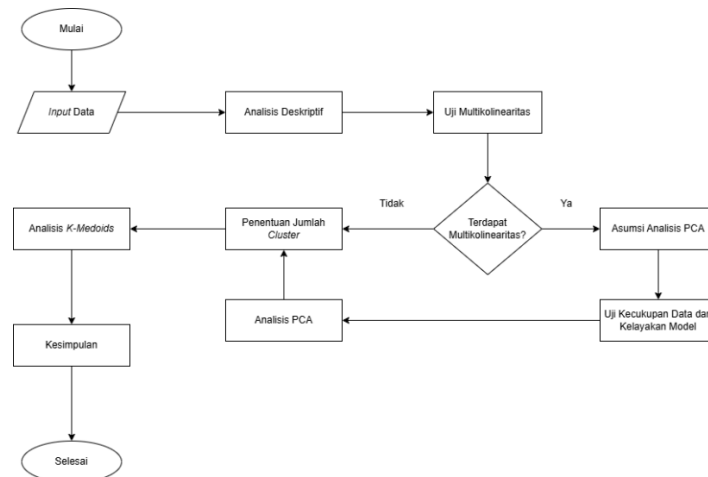 Mulai
Input Data
Analisis Deskriptif
Uji Multikolinearitas
Terdapat
Multikolinearitas?
Tidak
Ya
Asumsi Analisis PCA
Uji Kecukupan Data dan
Kelayakan Model
Analisis PCA
Penentuan Jumlah
Cluster
Analisis K-Medoids
Kesimpulan
Selesai